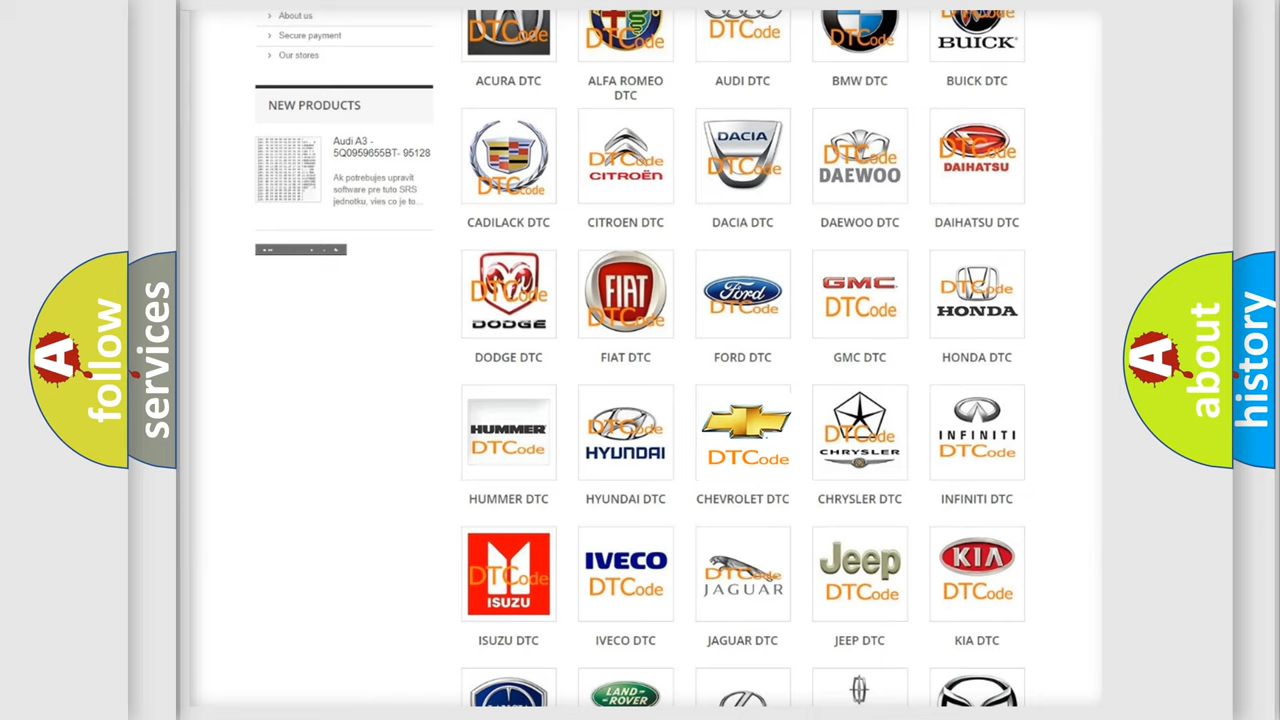 About us
Secure payment
Our stores
NEW PRODUCTS
Audi A3 -
5Q0959655BT- 95128
Ak potrebujes upravit
software pre tuto SRS
jednotku, vies co je to...
follow
services
DTCode
DTCode
DTCode
DTCode
BUICK
ACURA DTC
ALFA ROMEO
DTC
AUDI DTC
BMW DTC
BUICK DTC
DTCode
DTCode
CITROËN
DACIA
DTCode
DTCode
DAEWOO
DTCode
DAIHATSU
CADILACK DTC
CITROEN DTC
DACIA DTC
DAEWOO DTC
DAIHATSU DTC
DTCode
DODGE
FIAT
DTCode
Ford
DTCode
GMC
DTCode
DTCode
HONDA
DODGE DTC
FIAT DTC
FORD DTC
GMC DTC
HONDA DTC
HUMMER
DTCode
DTCode
HYUNDAI
DTCode
DTCode
CHRYSLER
INFINITI
DTCode
HUMMER DTC
HYUNDAI DTC
CHEVROLET DTC
CHRYSLER DTC
INFINITI DTC
DTCode
ISUZU
IVECO
DTCode
DTCode
JAGUAR
Jeep
DTCode
KIA
DTCode
ISUZU DTC
IVECO DTC
JAGUAR DTC
JEEP DTC
KIA DTC
LAND-
ROVER
A
about
history
A